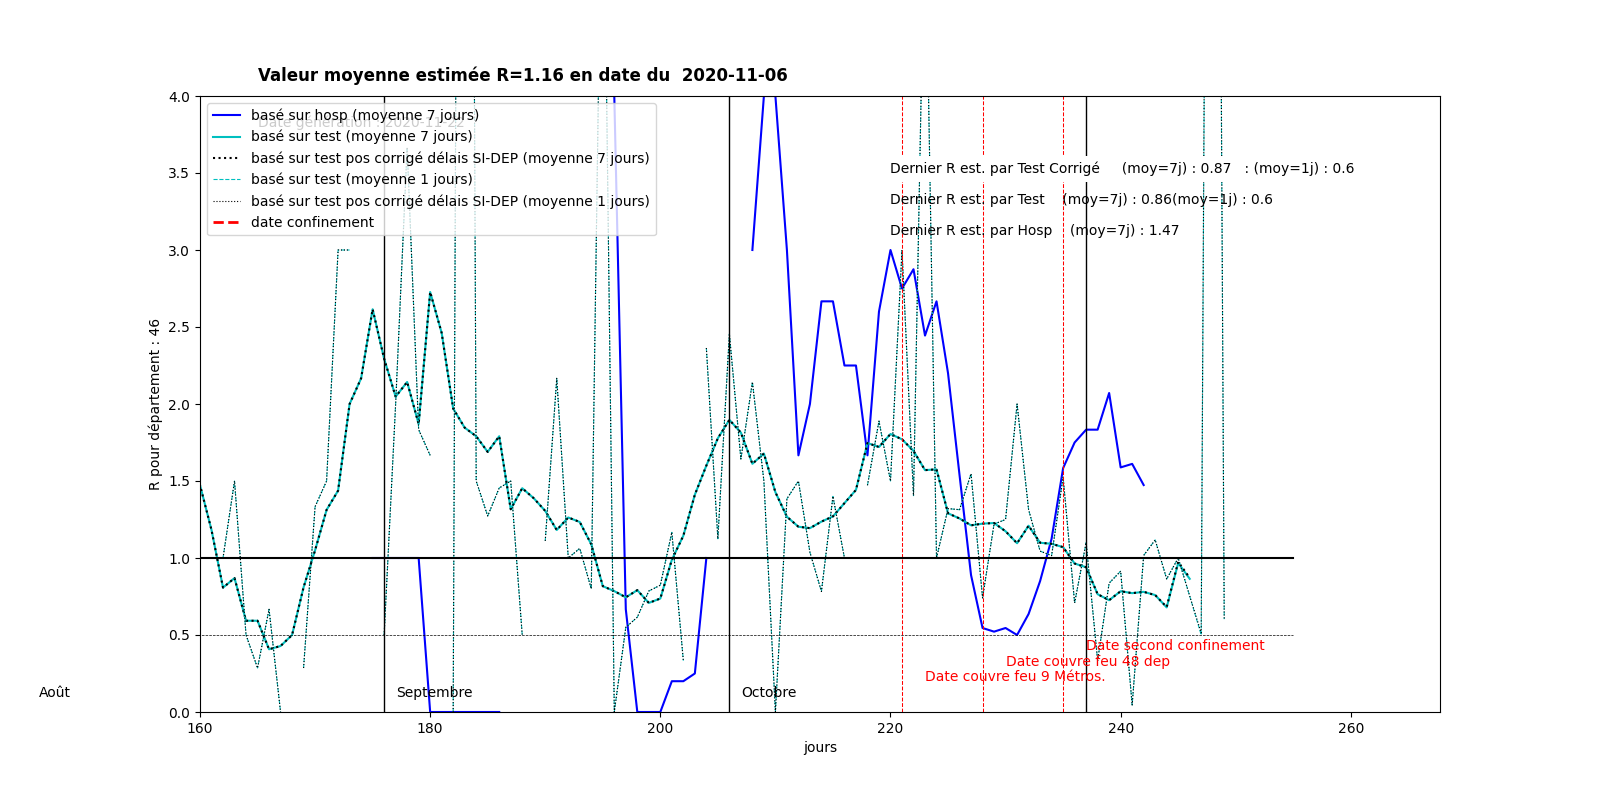 Valeur moyenne estimée R=1.16 en date du  2020-11-06
Date génération : 2020-11-22
basé sur hosp (moyenne 7 jours)
basé sur test (moyenne 7 jours)
basé sur test pos corrigé délais SI-DEP (moyenne 7 jours)
basé sur test (moyenne 1 jours)
basé sur test pos corrigé délais SI-DEP (moyenne 1 jours)
date confinement
Dernier R est. par Test Corrigé     (moy=7j) : 0.87   : (moy=1j) : 0.6
Dernier R est. par Test    (moy=7j) : 0.86(moy=1j) : 0.6
Dernier R est. par Hosp    (moy=7j) : 1.47
4.0
3.5
3.0
2.5
2.0
1.5
1.0
0.5
0.0
R pour département : 46
Date second confinement
Date couvre feu 48 dep
Date couvre feu 9 Métros.
Août
Septembre
Octobre
160
180
200
220
240
260
jours